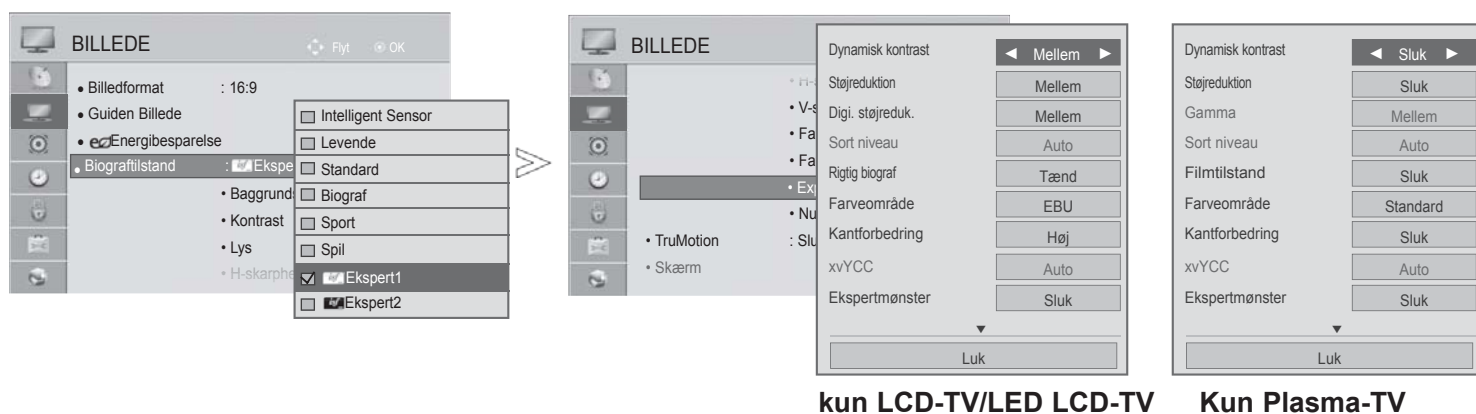 BILLEDE
Flyt OK
• Billedformat : 16:9
• Guiden Billede
• Energibesparelse
• Biograftilstand : Ekspe
• Baggrunds
• Kontrast
• Lys
• H-skarphe
Intelligent Sensor
Levende
Standard
Biograf
Sport
Spil
Ekspert1
Ekspert2
BILLEDE
• V-s
• Fa
• Fa
• Ex
• Nu
• TruMotion : Slu
• Skærm
Dynamisk kontrast ◄ Mellem ►
Støjreduktion Mellem
Digi. støjreduk. Mellem
Sort niveau Auto
Rigtig biograf Tænd
Farveområde EBU
Kantforbedring Høj
xvYCC Auto
Ekspertmønster Sluk
▼
Luk
kun LCD-TV/LED LCD-TV
Dynamisk kontrast ◄ Sluk ►
Støjreduktion Sluk
Gamma Mellem
Sort niveau Auto
Filmtilstand Sluk
Farveområde Standard
Kantforbedring Sluk
xvYCC Auto
Ekspertmønster Sluk
▼
Luk
Kun Plasma-TV